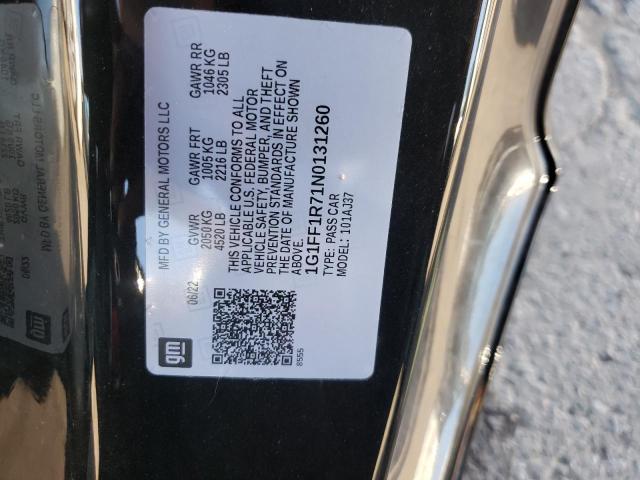 MFD BY GENERAL MOTORS LLC
06/22 GVWR GAWR FRT GAWR RR
2050 KG 1005 KG 1046 KG
4520 LB 2216 LB 2305 LB
THIS VEHICLE CONFORMS TO ALL
APPLICABLE U.S. FEDERAL MOTOR
VEHICLE SAFETY, BUMPER, AND THEFT
PREVENTION STANDARDS IN EFFECT ON
THE DATE OF MANUFACTURE SHOWN
ABOVE.
1G1FF1R71N0131260
TYPE: PASS CAR
MODEL: 101AJ37
gm
8555